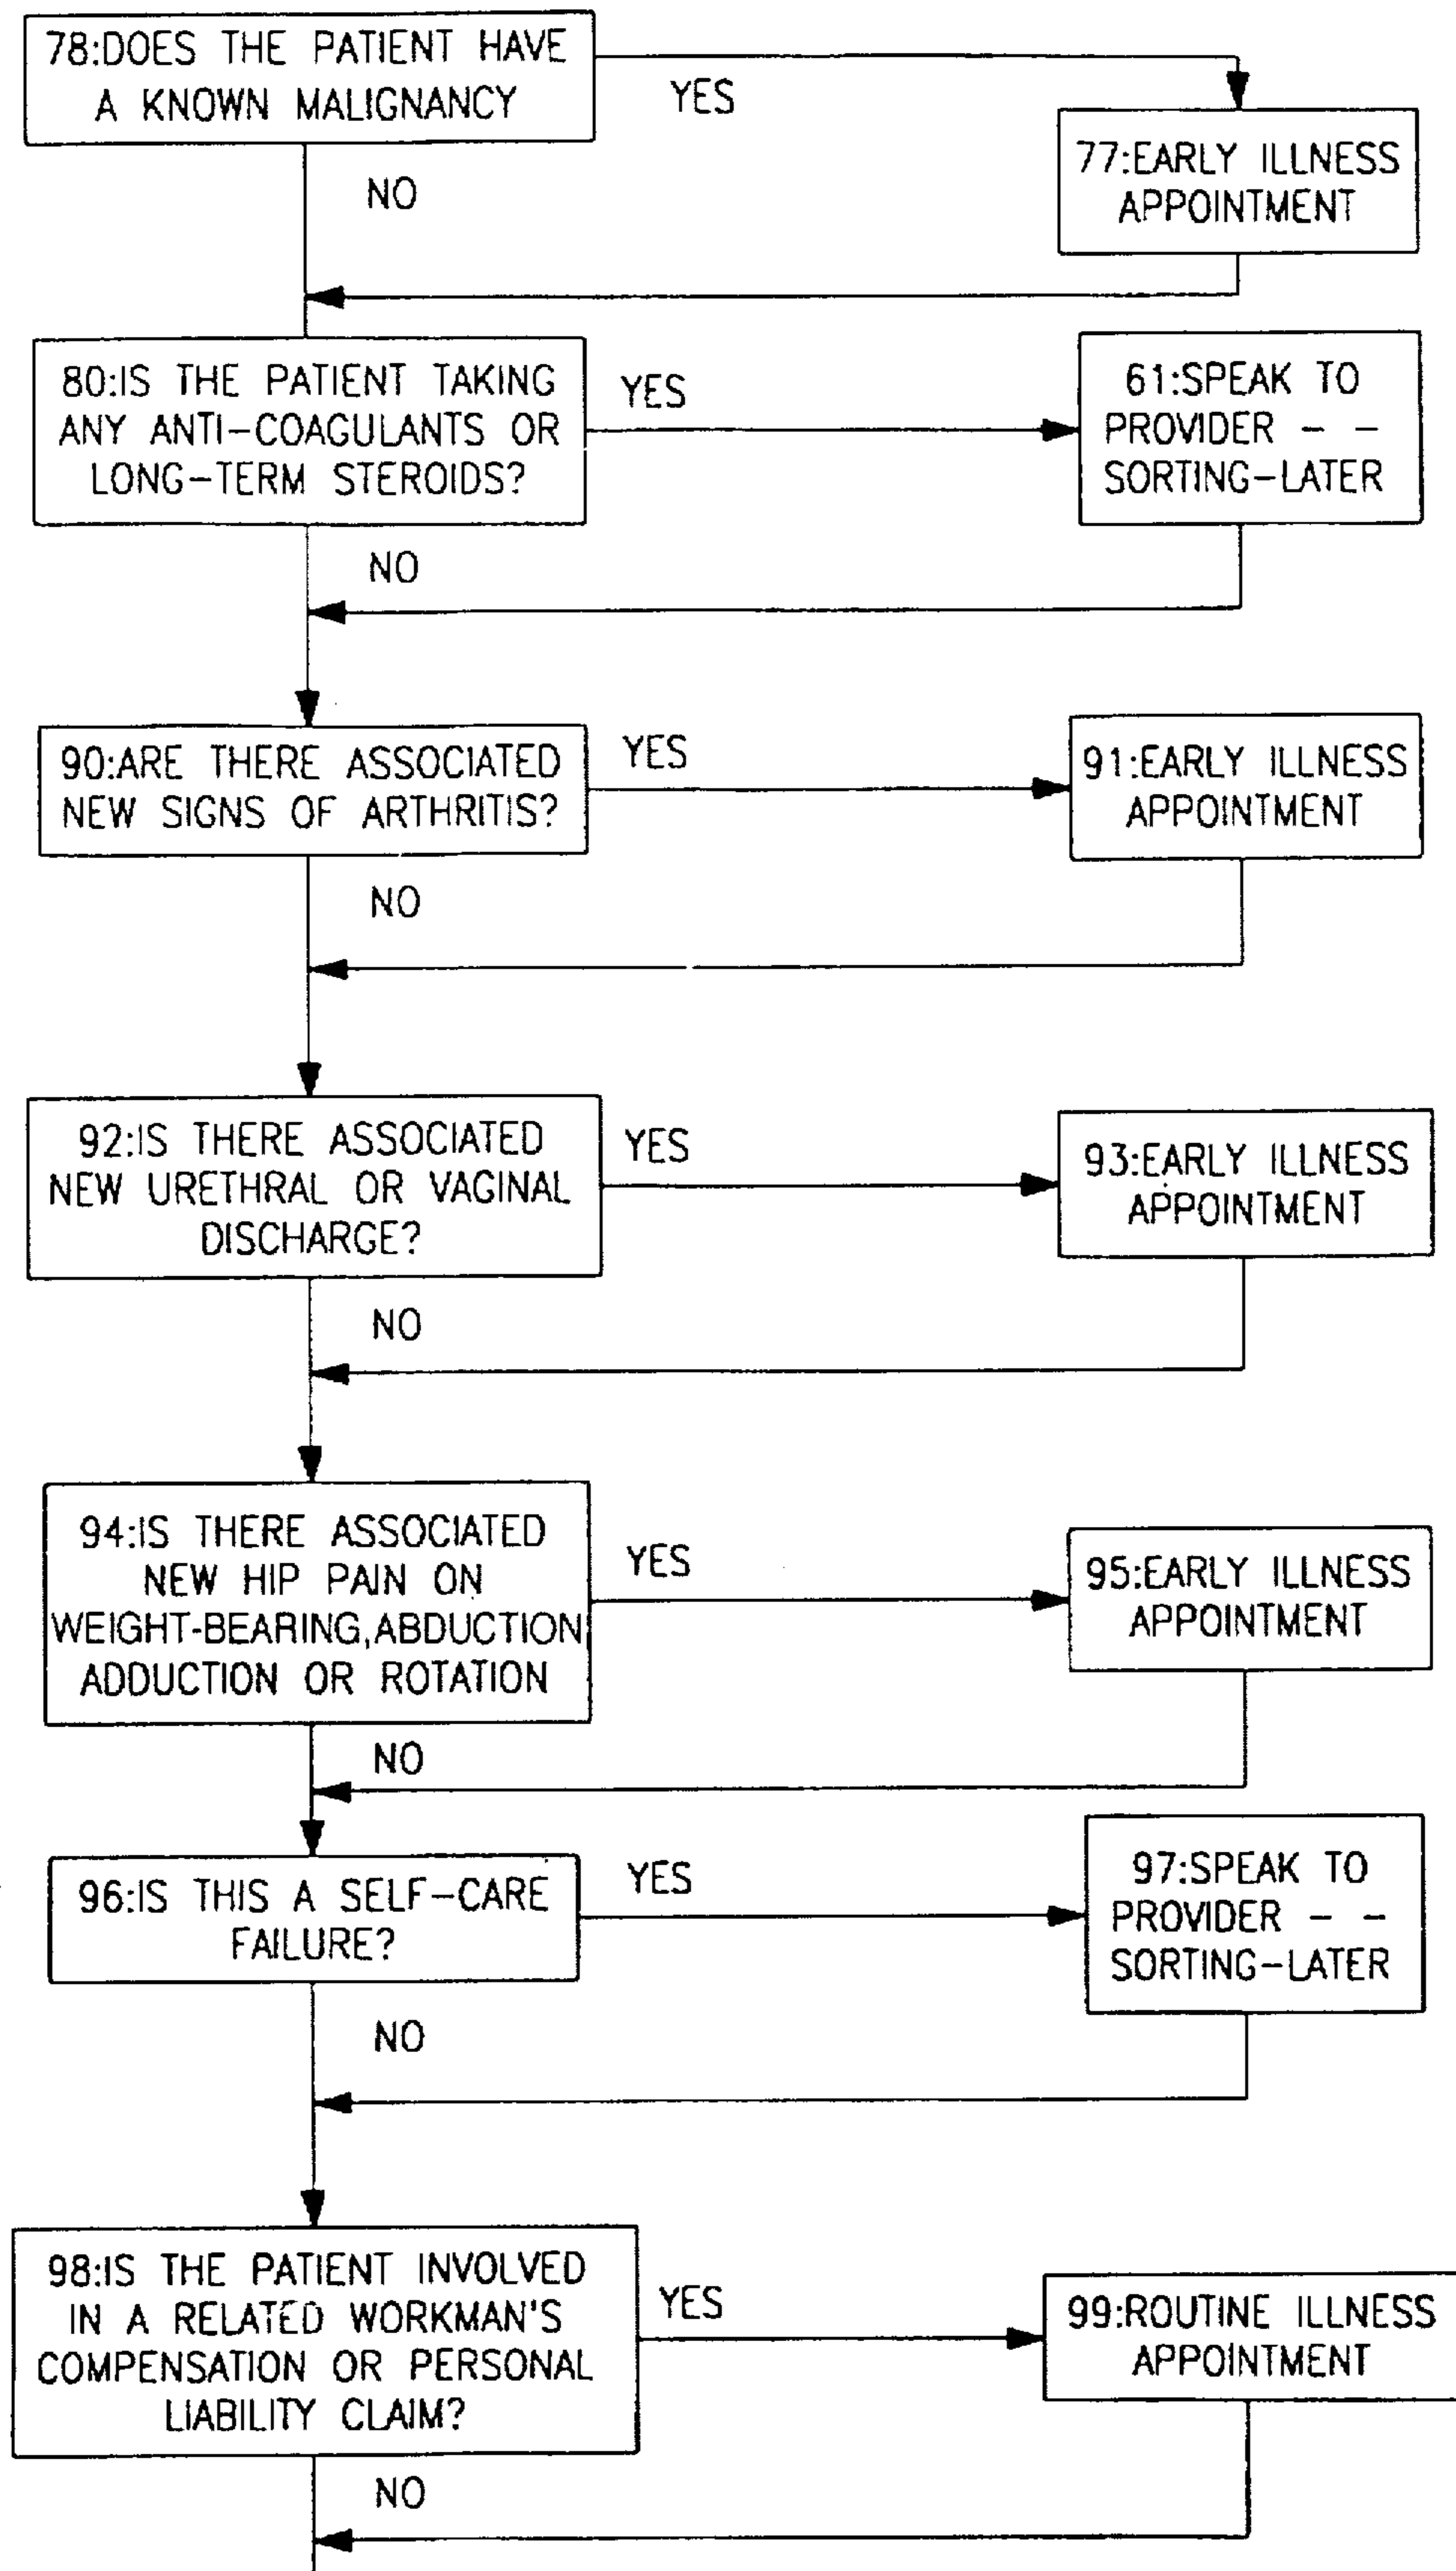 78:DOES THE PATIENT HAVE
A KNOWN MALIGNANCY
YES
77:EARLY ILLNESS
APPOINTMENT
NO
80:IS THE PATIENT TAKING
ANY ANTI-COAGULANTS OR
LONG-TERM STEROIDS?
YES
61:SPEAK TO
PROVIDER - -
SORTING-LATER
NO
90:ARE THERE ASSOCIATED
NEW SIGNS OF ARTHRITIS?
YES
91:EARLY ILLNESS
APPOINTMENT
NO
92:IS THERE ASSOCIATED
NEW URETHRAL OR VAGINAL
DISCHARGE?
YES
93:EARLY ILLNESS
APPOINTMENT
NO
94:IS THERE ASSOCIATED
NEW HIP PAIN ON
WEIGHT-BEARING,ABDUCTION
ADDUCTION OR ROTATION
YES
95:EARLY ILLNESS
APPOINTMENT
NO
96:IS THIS A SELF-CARE
FAILURE?
YES
97:SPEAK TO
PROVIDER - -
SORTING-LATER
NO
98:IS THE PATIENT INVOLVED
IN A RELATED WORKMAN'S
COMPENSATION OR PERSONAL
LIABILITY CLAIM?
YES
99:ROUTINE ILLNESS
APPOINTMENT
NO